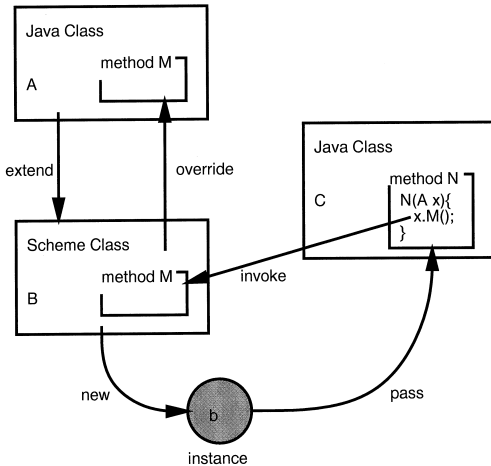 Java Class
method M
A
extend
override
Java Class
method N
C
N(A x){
x.M();
}
Scheme Class
method M
B
invoke
new
b
pass
instance